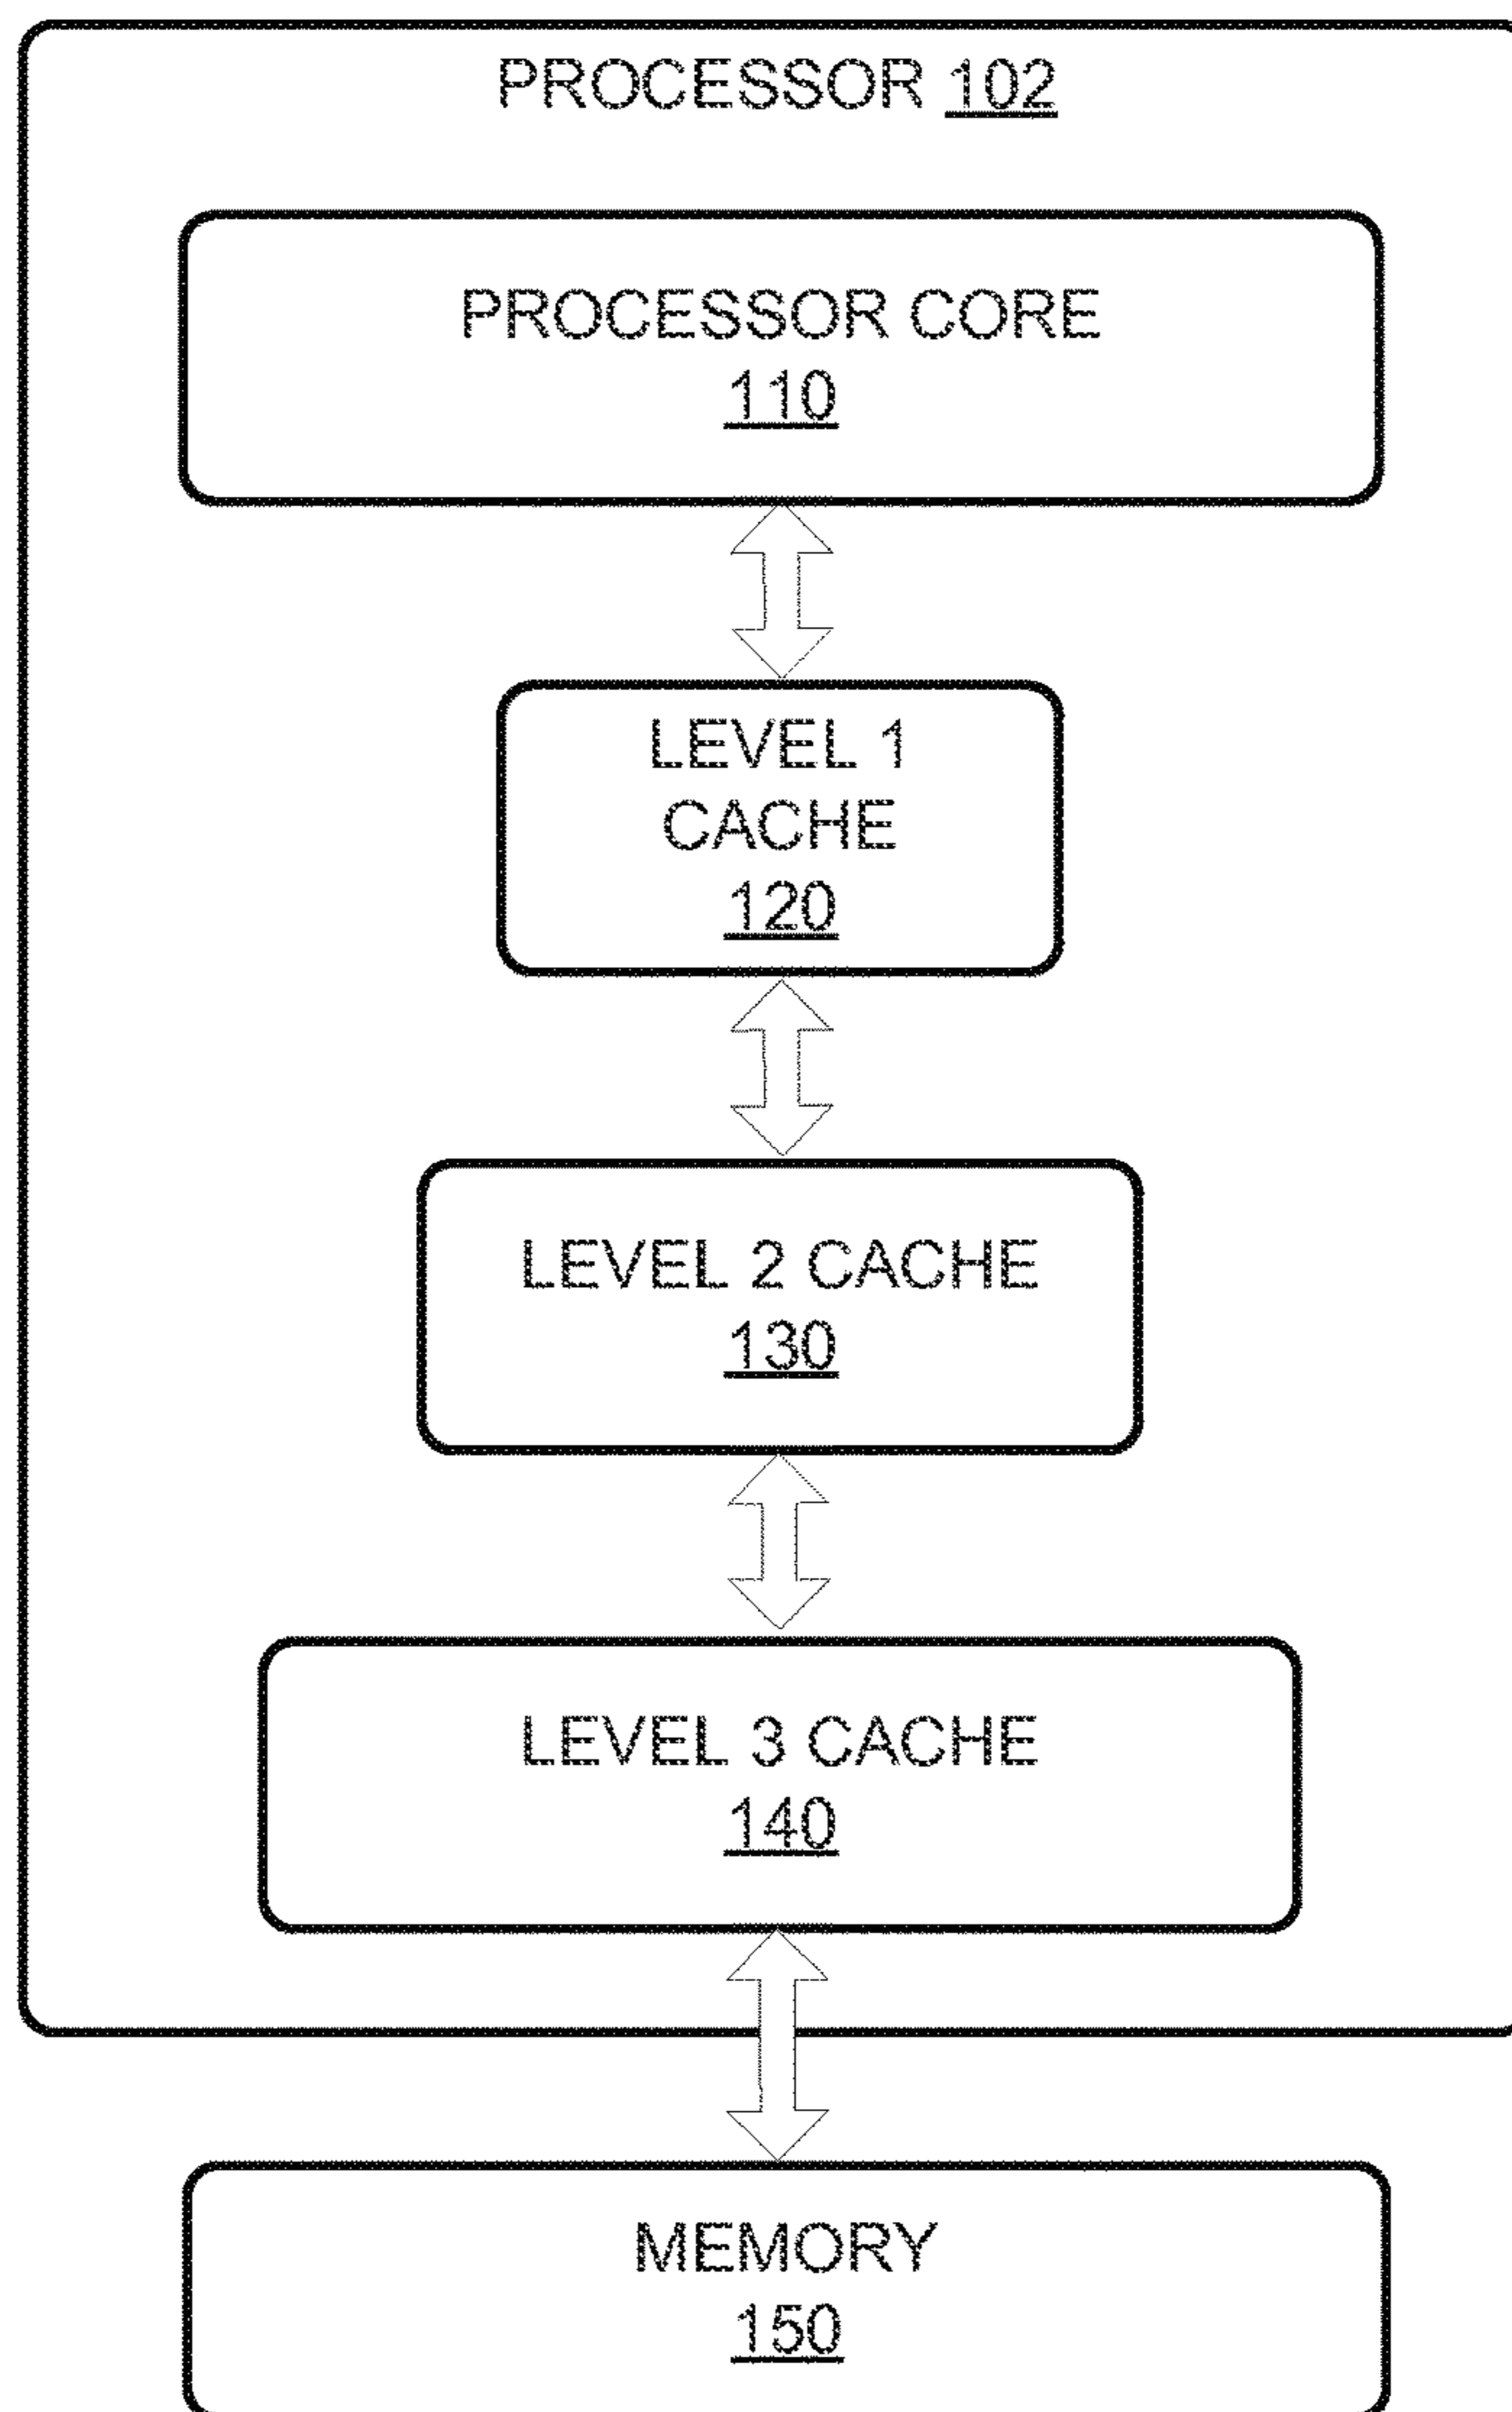 PROCESSOR 102
PROCESSOR CORE
110
LEVEL 1
CACHE
120
LEVEL 2 CACHE
130
LEVEL 3 CACHE
140
MEMORY
150